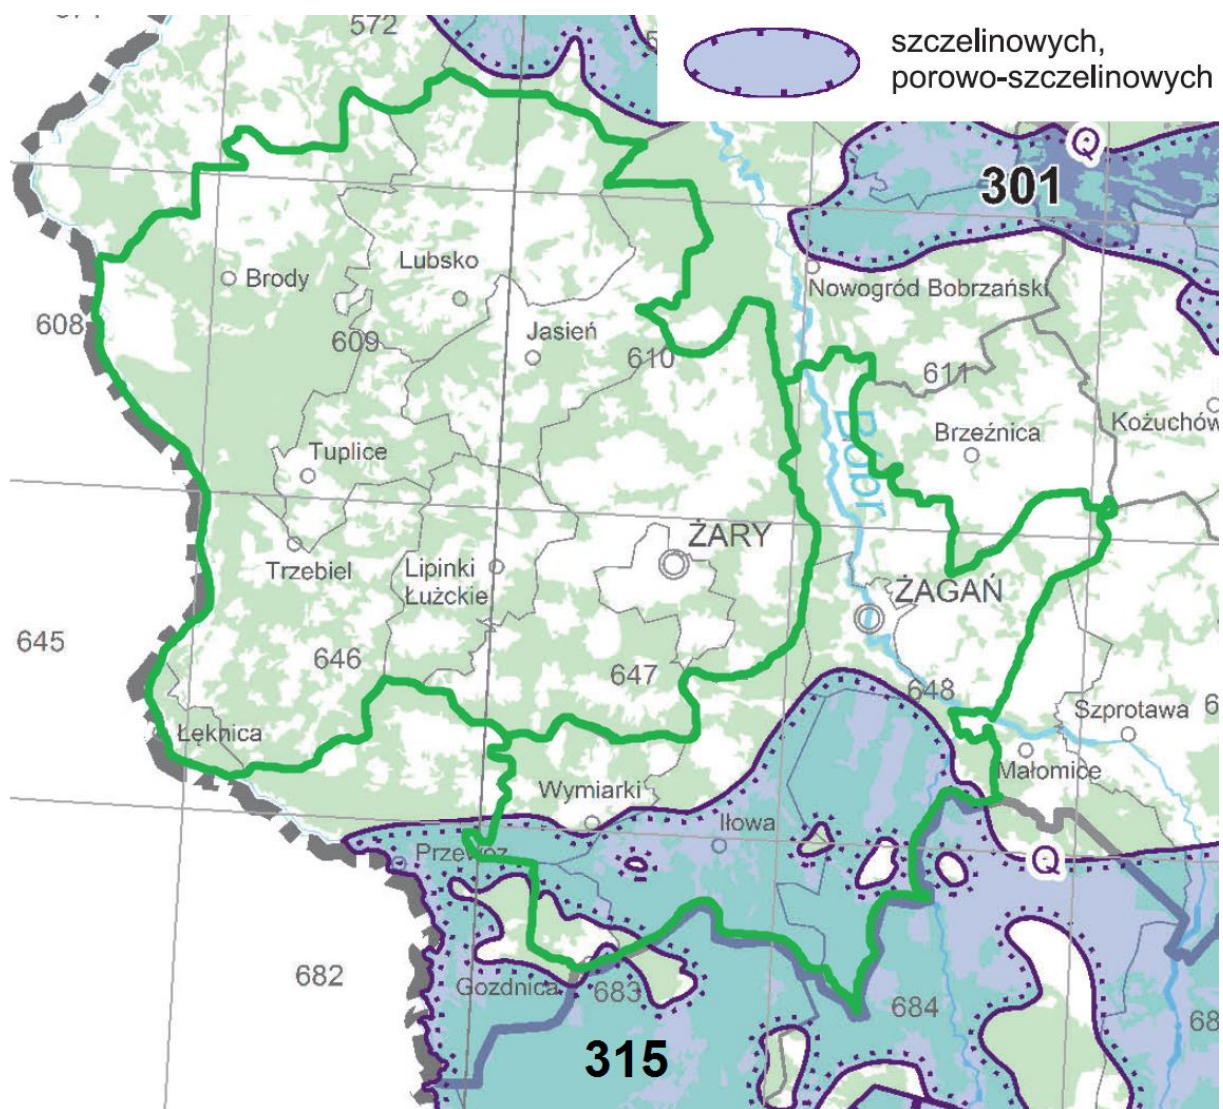 572
szczelinowych,
porowo-szczelinowych
Q
301
Brody
Lubsko
Nowogród Bobrzański
608
609
Jasień
610
611
Bóbr
Brzeźnica
Kożuchów
Tuplice
ŻARY
Trzebiel
Lipinki
Łużckie
ŻAGAŃ
645
646
647
648
Szprotawa
Łęknica
Małomice
Wymiarki
Iłowa
Przewoz
Q
682
Gozdnica
683
684
315